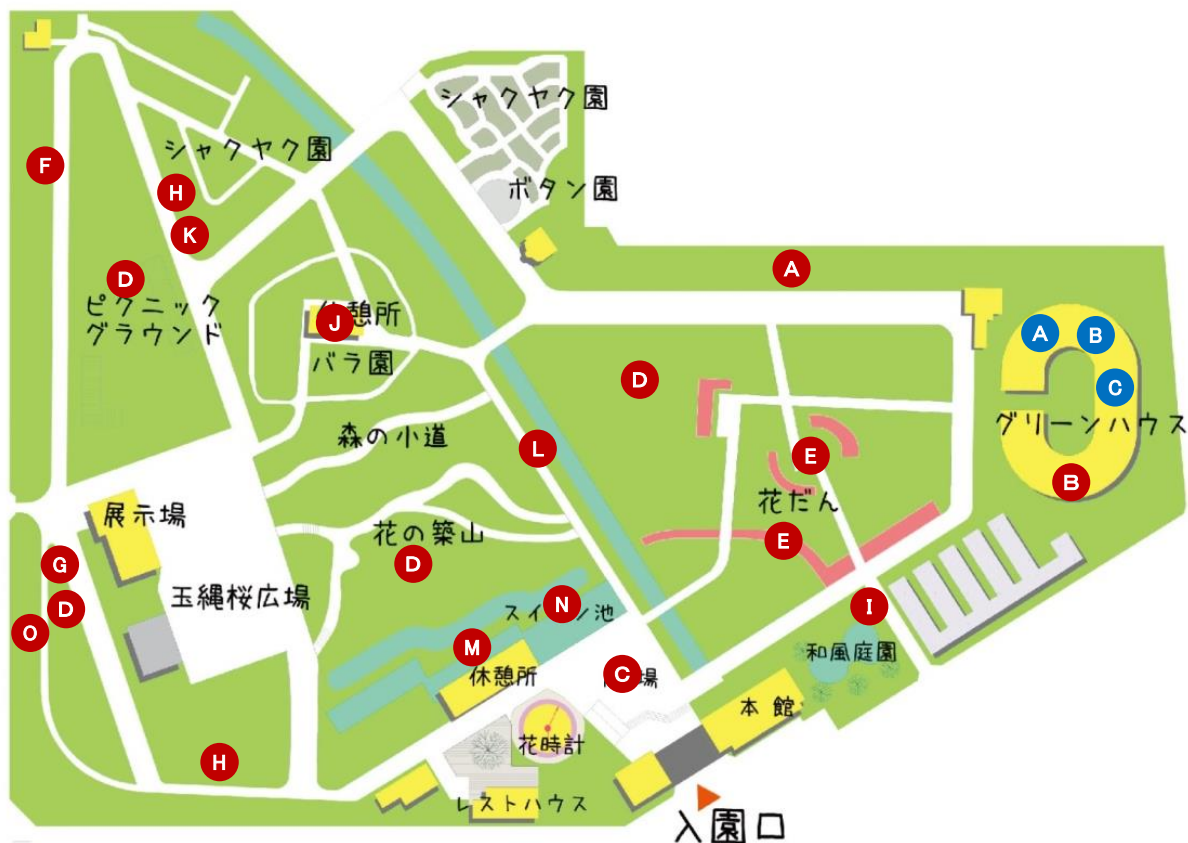 シャクヤク園
シャクヤク園
F
H
ボタン園
K
D
A
ピクニック
グラウンド
J
憩所
バラ園
A
B
C
D
グリーンハウス
森の小道
L
E
B
展示場
花だん
花の築山
E
G
D
玉縄桜広場
D
O
スイ
N
ン池
I
M
和風庭園
休憩所
C
場
本館
花時計
H
レストハウス
入園口